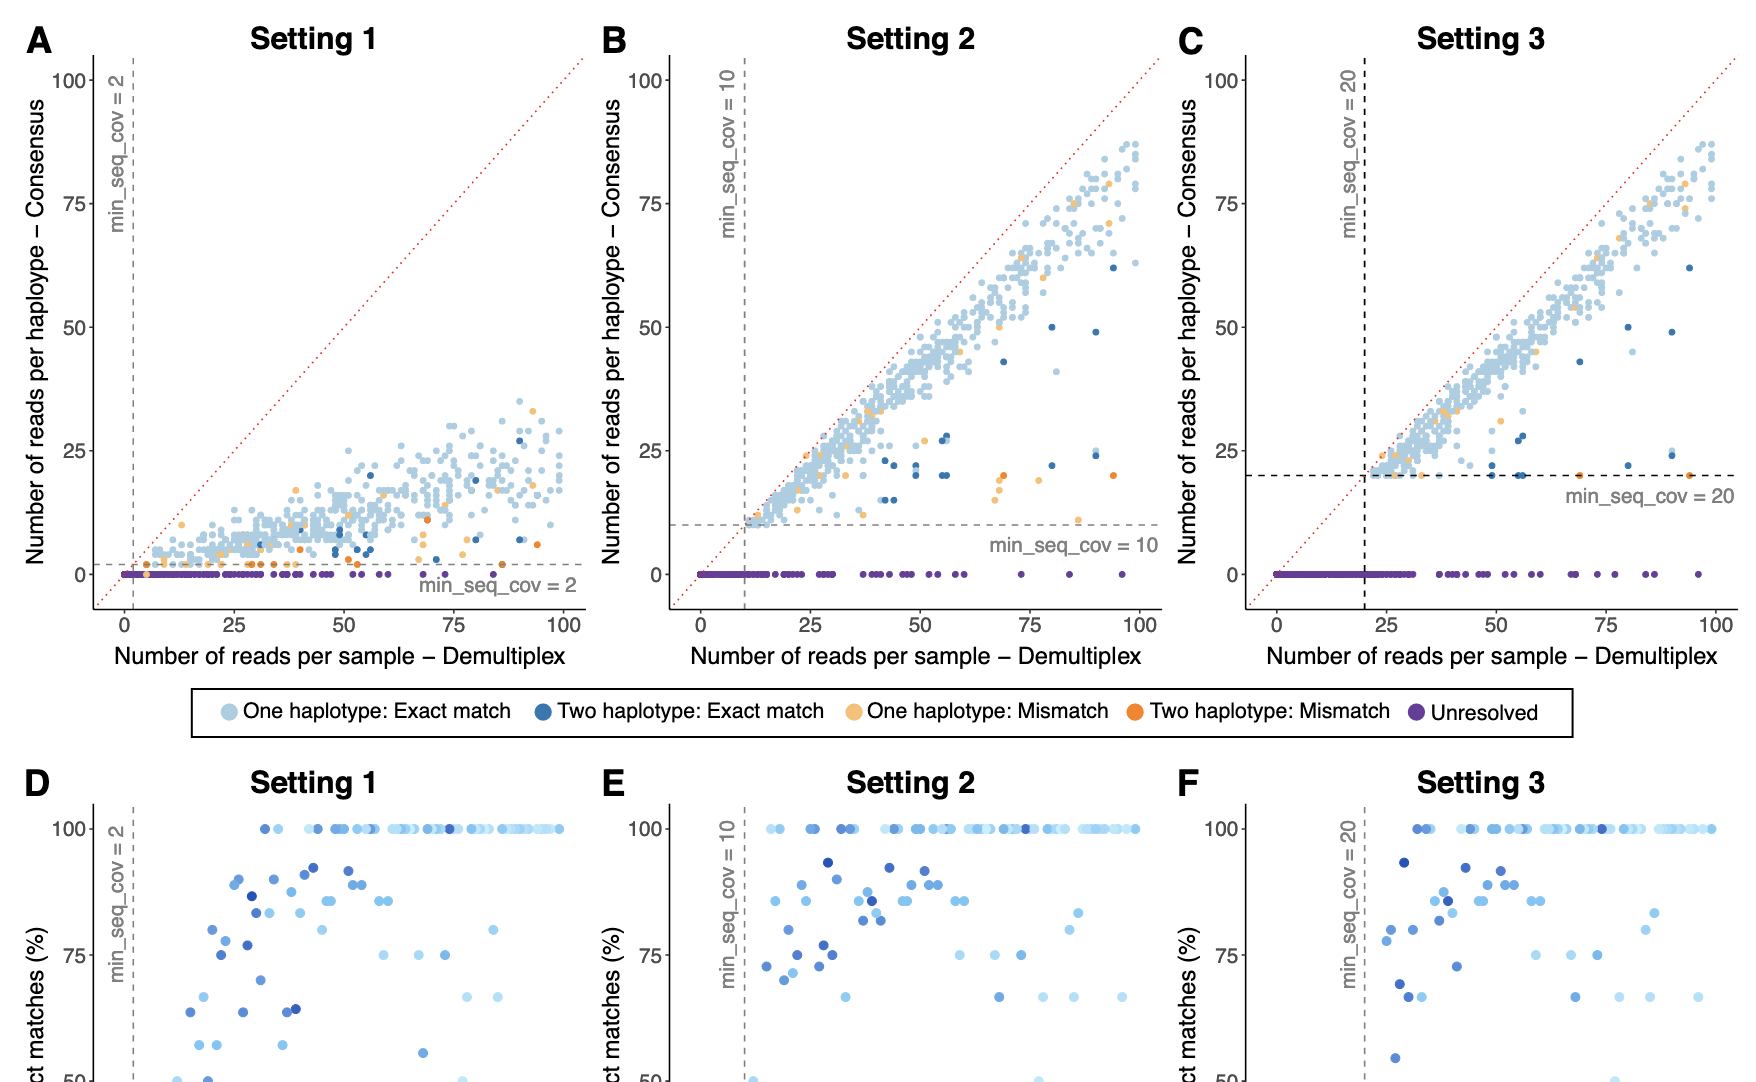 A Setting 1
B Setting 2
C Setting 3
Number of reads per haploype – Consensus
100
75
50
25
0
min_seq_cov = 2
min_seq_cov = 2
0 25 50 75 100
Number of reads per sample – Demultiplex
Number of reads per haploype – Consensus
100
75
50
25
0
min_seq_cov = 10
min_seq_cov = 10
0 25 50 75 100
Number of reads per sample – Demultiplex
Number of reads per haploype – Consensus
100
75
50
25
0
min_seq_cov = 20
min_seq_cov = 20
0 25 50 75 100
Number of reads per sample – Demultiplex
One haplotype: Exact match Two haplotype: Exact match One haplotype: Mismatch Two haplotype: Mismatch Unresolved
D Setting 1
E Setting 2
F Setting 3
ct matches (%)
100
75
50
min_seq_cov = 2
ct matches (%)
100
75
50
min_seq_cov = 10
ct matches (%)
100
75
50
min_seq_cov = 20